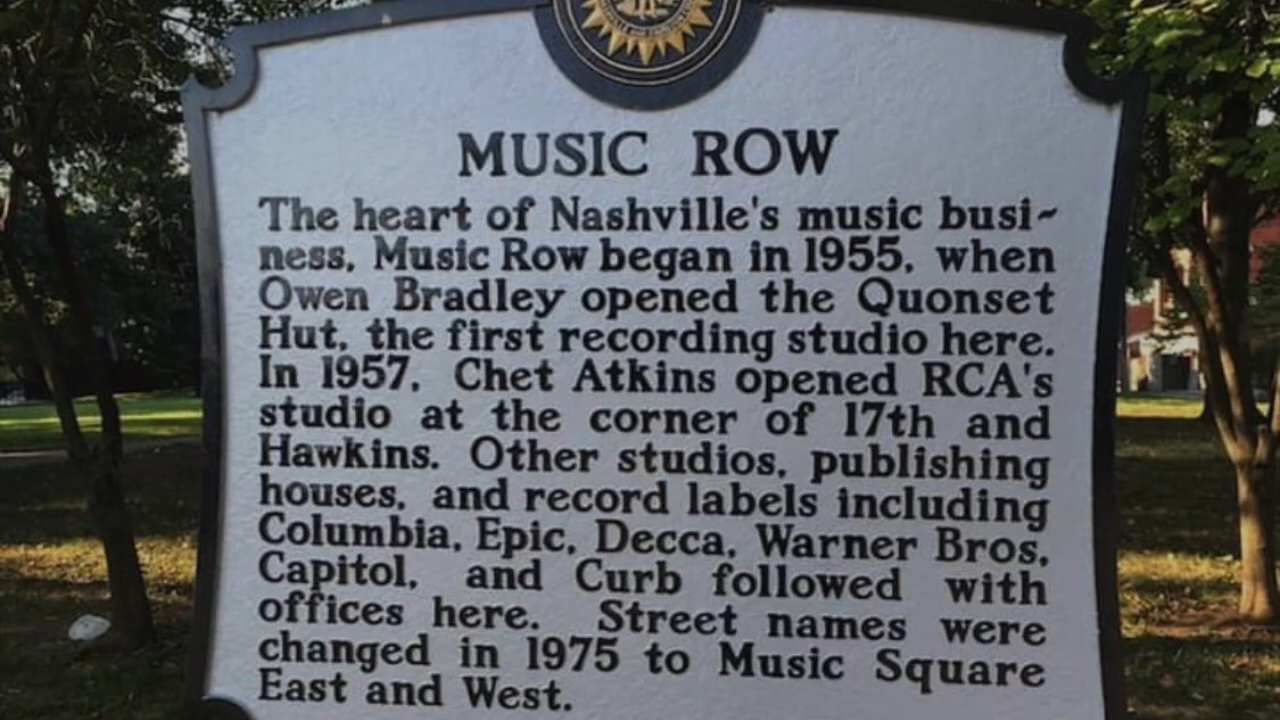 MUSIC ROW
The heart of Nashville's music busi~
ness, Music Row began in 1955, when
Owen Bradley opened the Quonset
Hut, the first recording studio here.
In 1957, Chet Atkins opened RCA's
studio at the corner of 17th and
Hawkins. Other studios, publishing
houses, and record labels including
Columbia, Epic, Decca, Warner Bros,
Capitol, and Curb followed with
offices here. Street names were
changed in 1975 to Music Square
East and West.